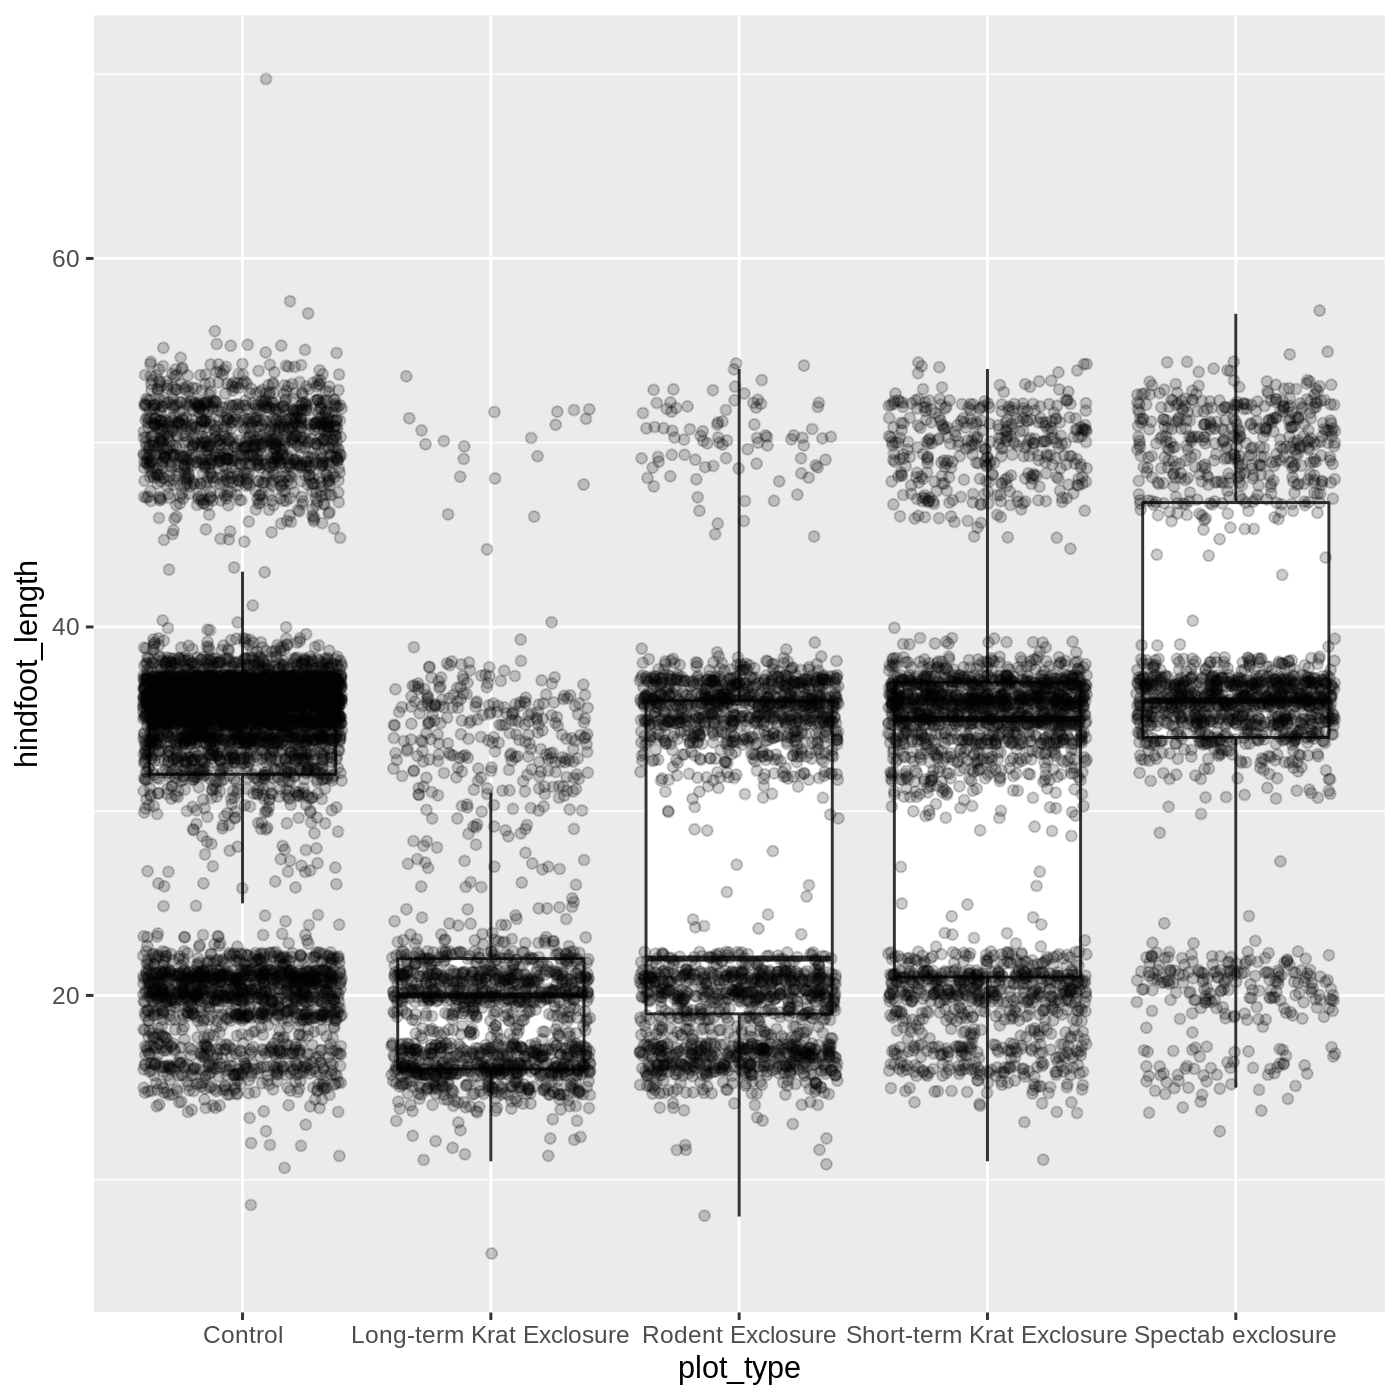 hindfoot_length
60
40
20
Control Long-term Krat Exclosure Rodent Exclosure Short-term Krat Exclosure Spectab exclosure
plot_type